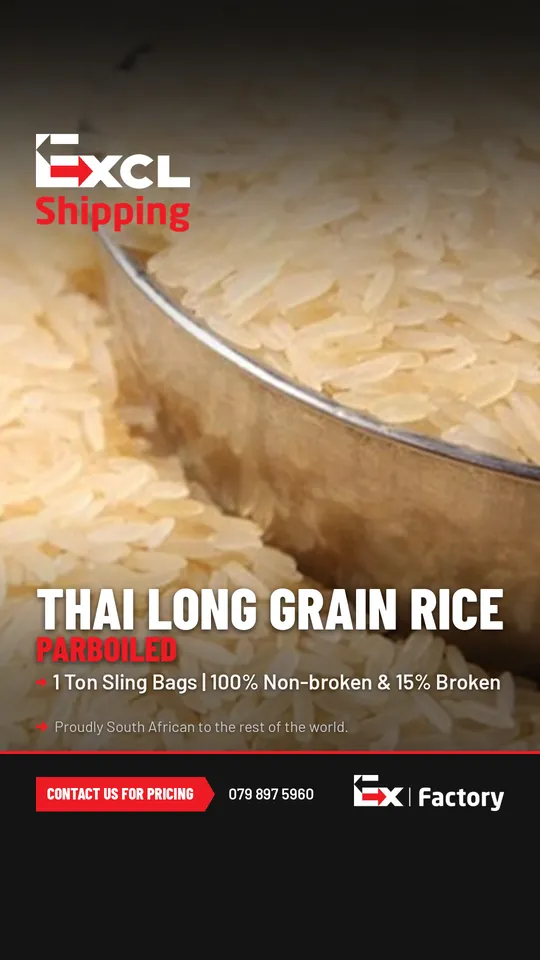 EXCL
Shipping
THAI LONG GRAIN RICE
PARBOILED
1 Ton Sling Bags | 100% Non-broken & 15% Broken
Proudly South African to the rest of the world.
CONTACT US FOR PRICING
079 897 5960
Ex | Factory